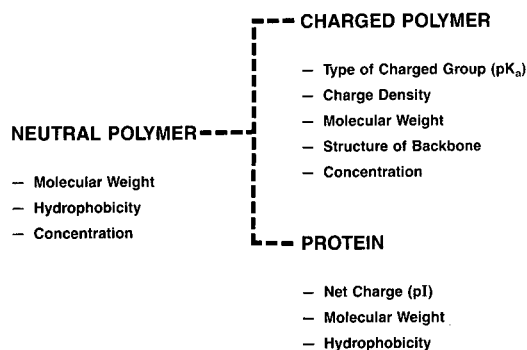 CHARGED POLYMER
– Type of Charged Group (pKa)
– Charge Density
– Molecular Weight
– Structure of Backbone
– Concentration
NEUTRAL POLYMER
– Molecular Weight
– Hydrophobicity
– Concentration
PROTEIN
– Net Charge (pI)
– Molecular Weight
– Hydrophobicity